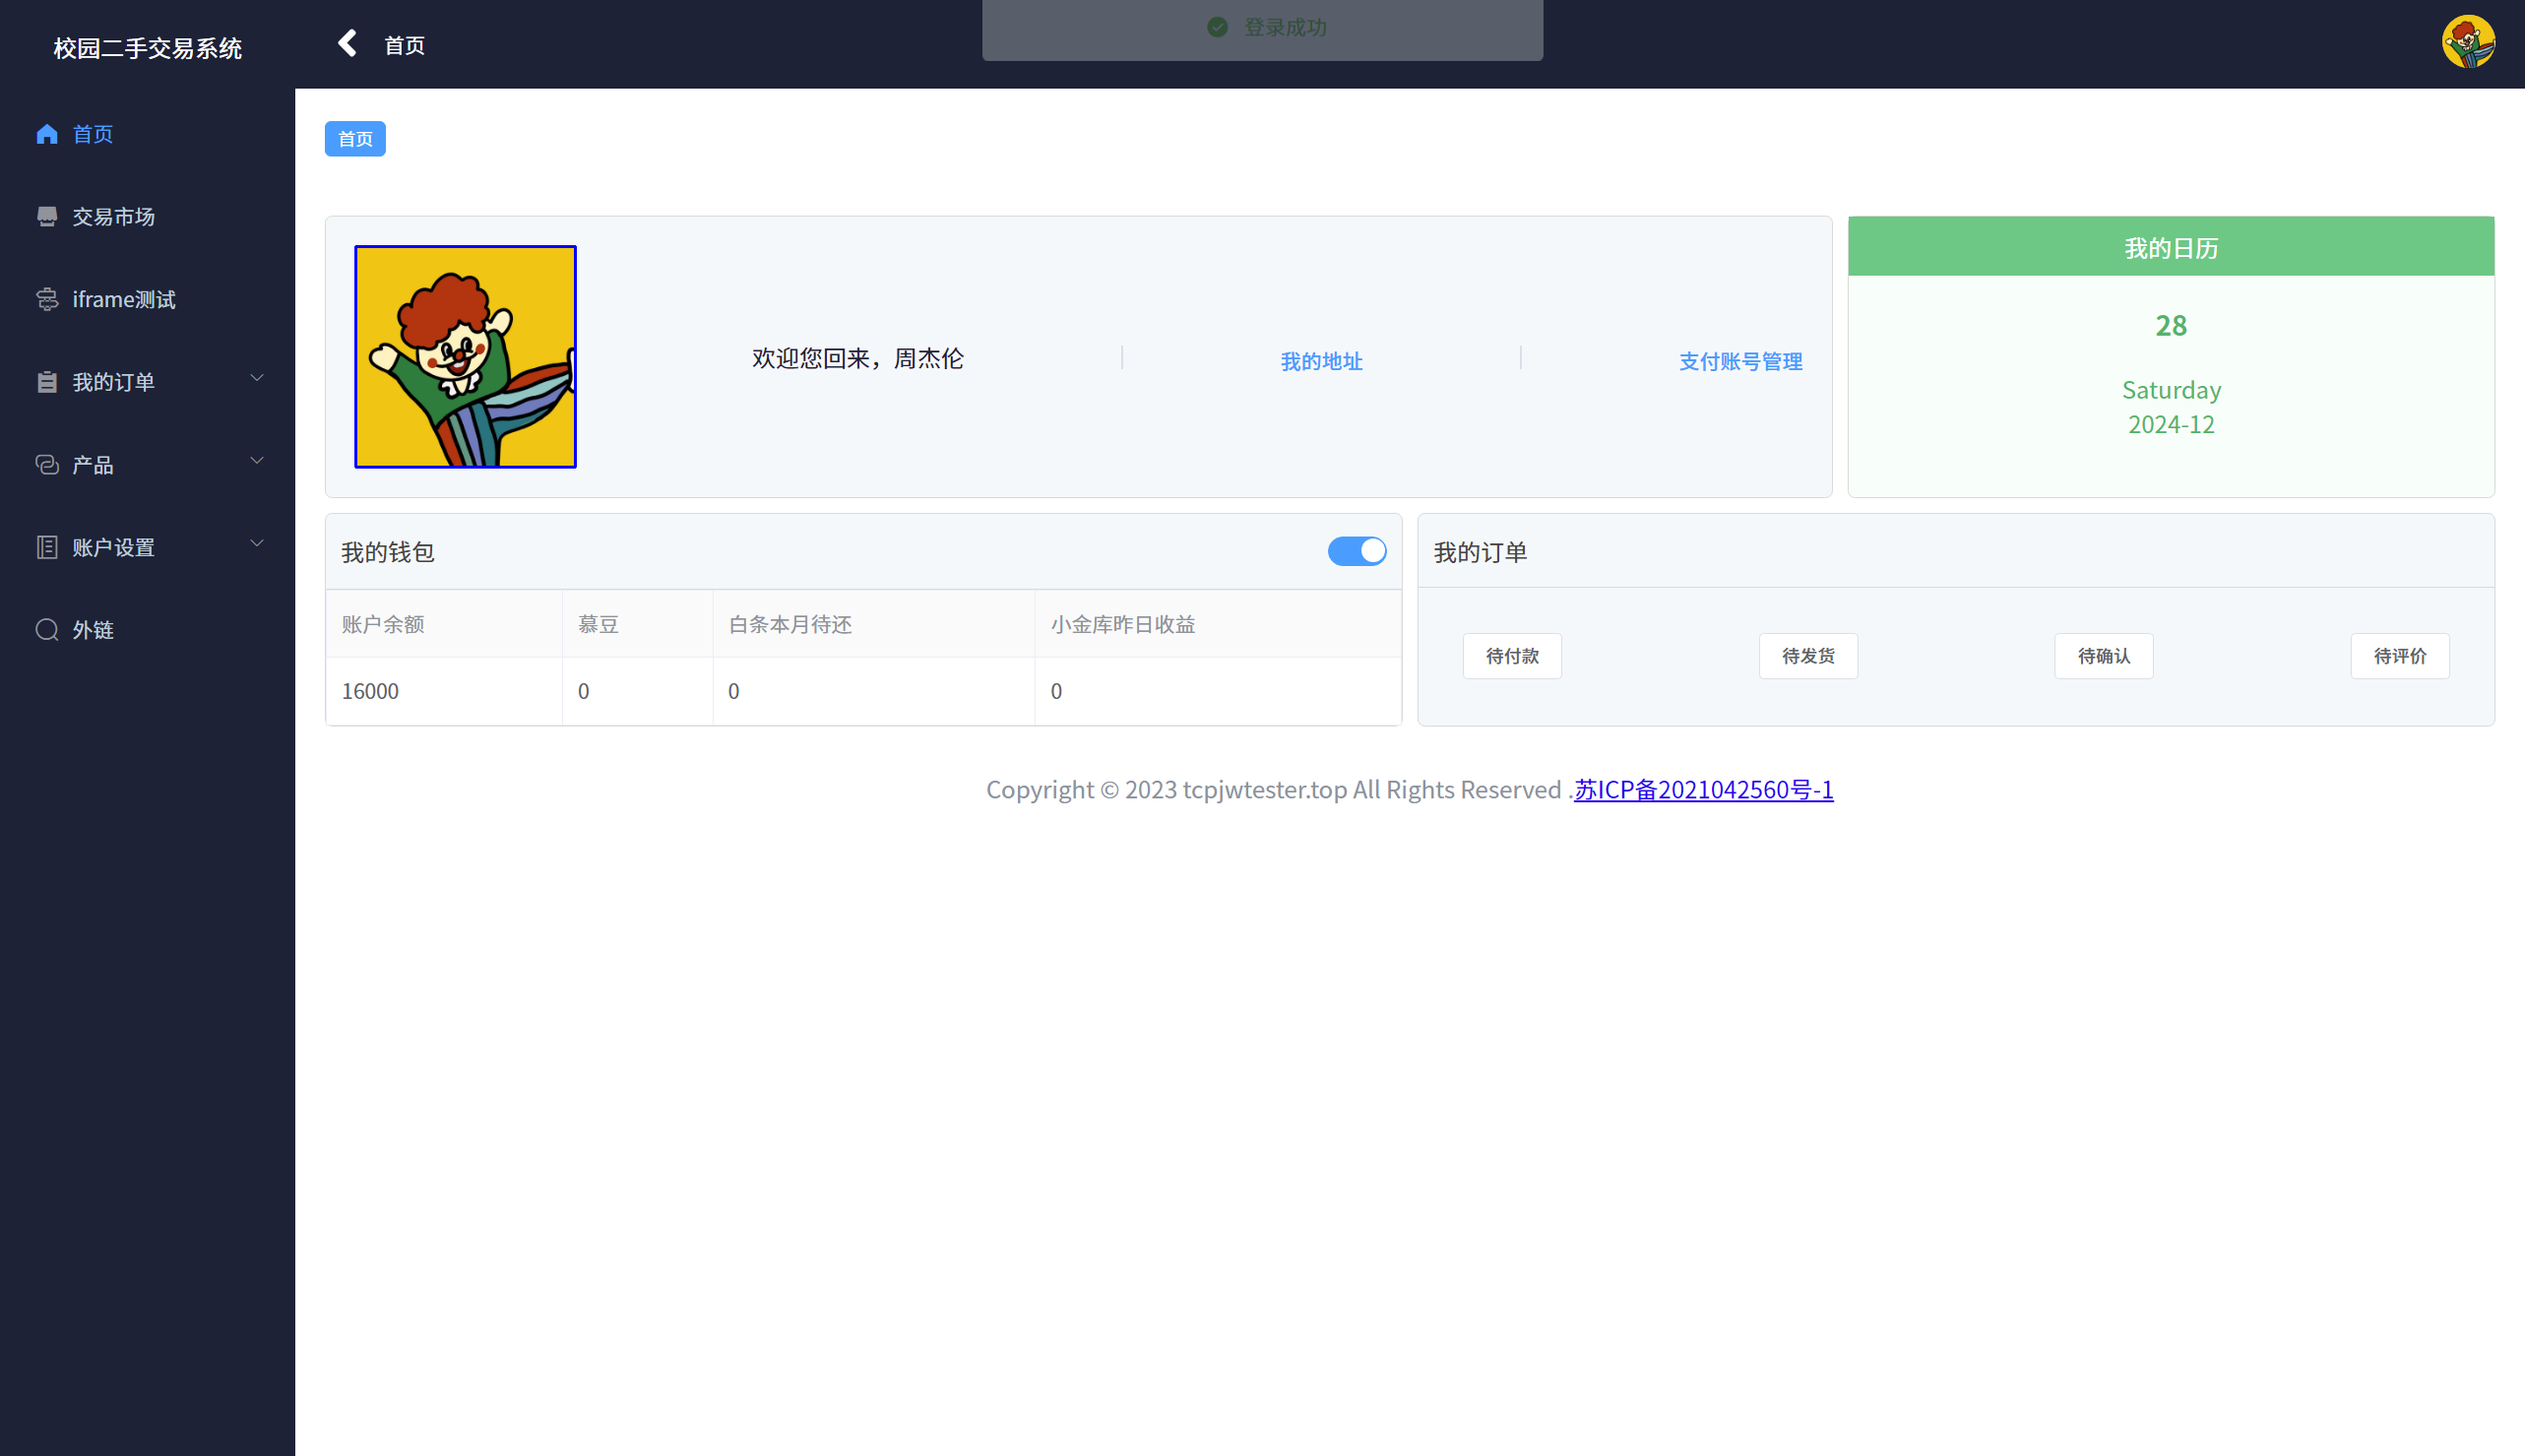 校园二手交易系统
首页
登录成功
首页
交易市场
iframe测试
我的订单
产品
账户设置
外链
首页
欢迎您回来，周杰伦
我的地址
支付账号管理
我的日历
28
Saturday
2024-12
我的钱包
账户余额 慕豆 白条本月待还 小金库昨日收益
16000 0 0 0
我的订单
待付款 待发货 待确认 待评价
Copyright © 2023 tcpjwtester.top All Rights Reserved .苏ICP备2021042560号-1